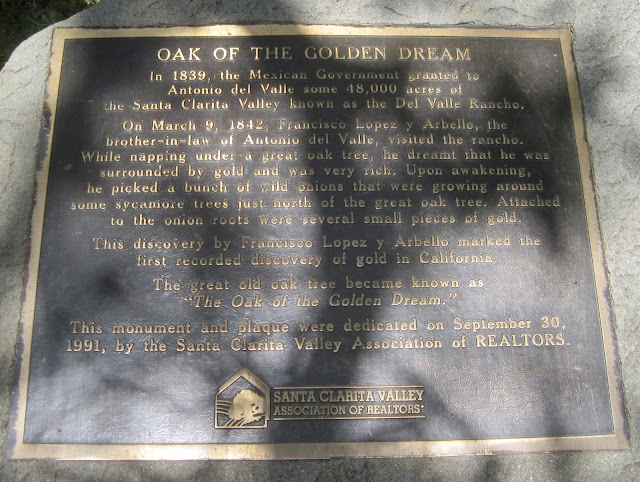 OAK OF THE GOLDEN DREAM
In 1839, the Mexican Government granted to
Antonio del Valle some 48,000 acres of
the Santa Clarita Valley known as the Del Valle Rancho.
On March 9, 1842, Francisco Lopez y Arbello, the
brother-in-law of Antonio del Valle, visited the rancho.
While napping under a great oak tree, he dreamt that he was
surrounded by gold and was very rich. Upon awakening,
he picked a bunch of wild onions that were growing around
some sycamore trees just north of the great oak tree. Attached
to the onion roots were several small pieces of gold.
This discovery by Francisco Lopez y Arbello marked the
first recorded discovery of gold in California.
The great old oak tree became known as
"The Oak of the Golden Dream."
This monument and plaque were dedicated on September 30,
1991, by the Santa Clarita Valley Association of REALTORS.
SANTA CLARITA VALLEY
ASSOCIATION OF REALTORS®